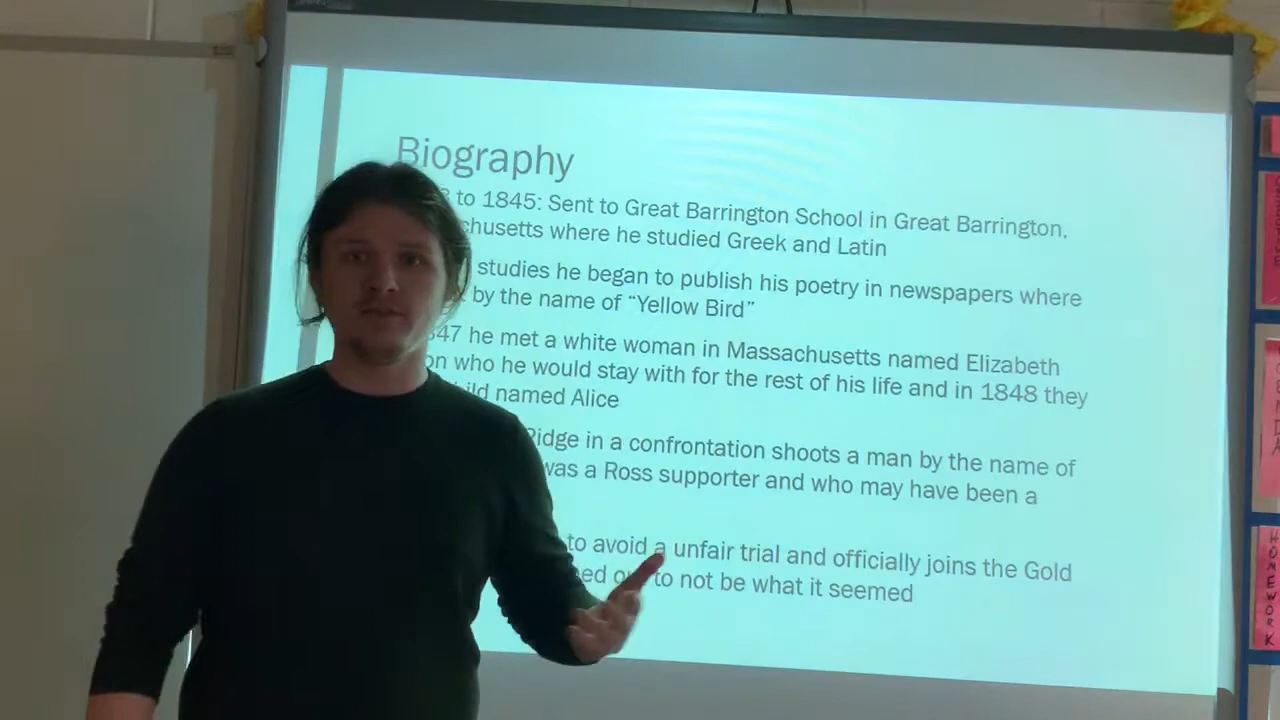 Biography
to 1845: Sent to Great Barrington School in Great Barrington,
chusetts where he studied Greek and Latin
studies he began to publish his poetry in newspapers where
by the name of “Yellow Bird”
47 he met a white woman in Massachusetts named Elizabeth
on who he would stay with for the rest of his life and in 1848 they
ild named Alice
Ridge in a confrontation shoots a man by the name of
was a Ross supporter and who may have been a
to avoid a unfair trial and officially joins the Gold
ed to not be what it seemed
HOMEWORK